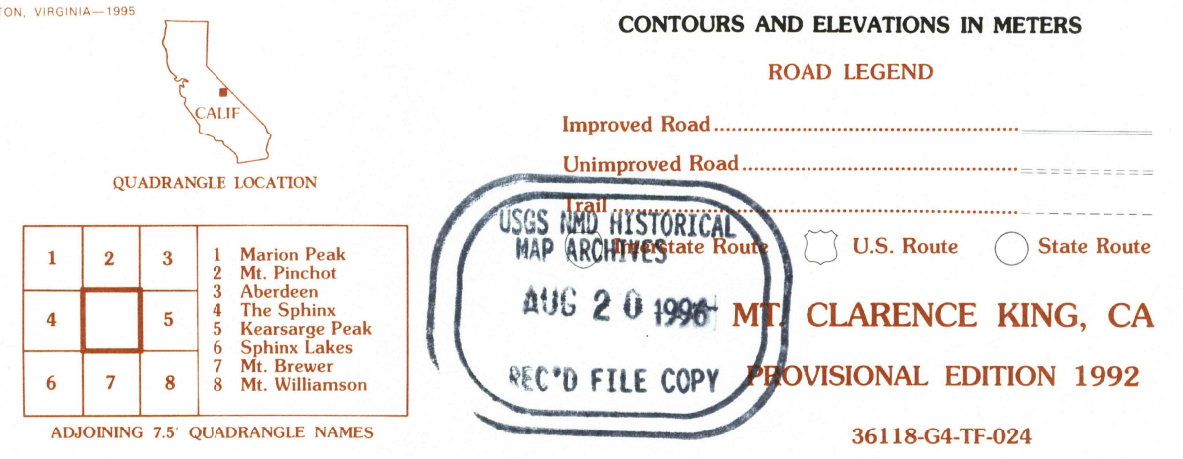 TON, VIRGINIA—1995
CALIF
QUADRANGLE LOCATION
1 2 3
4 5
6 7 8
1 Marion Peak
2 Mt. Pinchot
3 Aberdeen
4 The Sphinx
5 Kearsarge Peak
6 Sphinx Lakes
7 Mt. Brewer
8 Mt. Williamson
ADJOINING 7.5' QUADRANGLE NAMES
CONTOURS AND ELEVATIONS IN METERS
ROAD LEGEND
Improved Road
Unimproved Road
Trail
Interstate Route U.S. Route State Route
USGS NMD HISTORICAL
MAP ARCHIVES
AUG 20 1996
REC'D FILE COPY
MT. CLARENCE KING, CA
PROVISIONAL EDITION 1992
36118-G4-TF-024